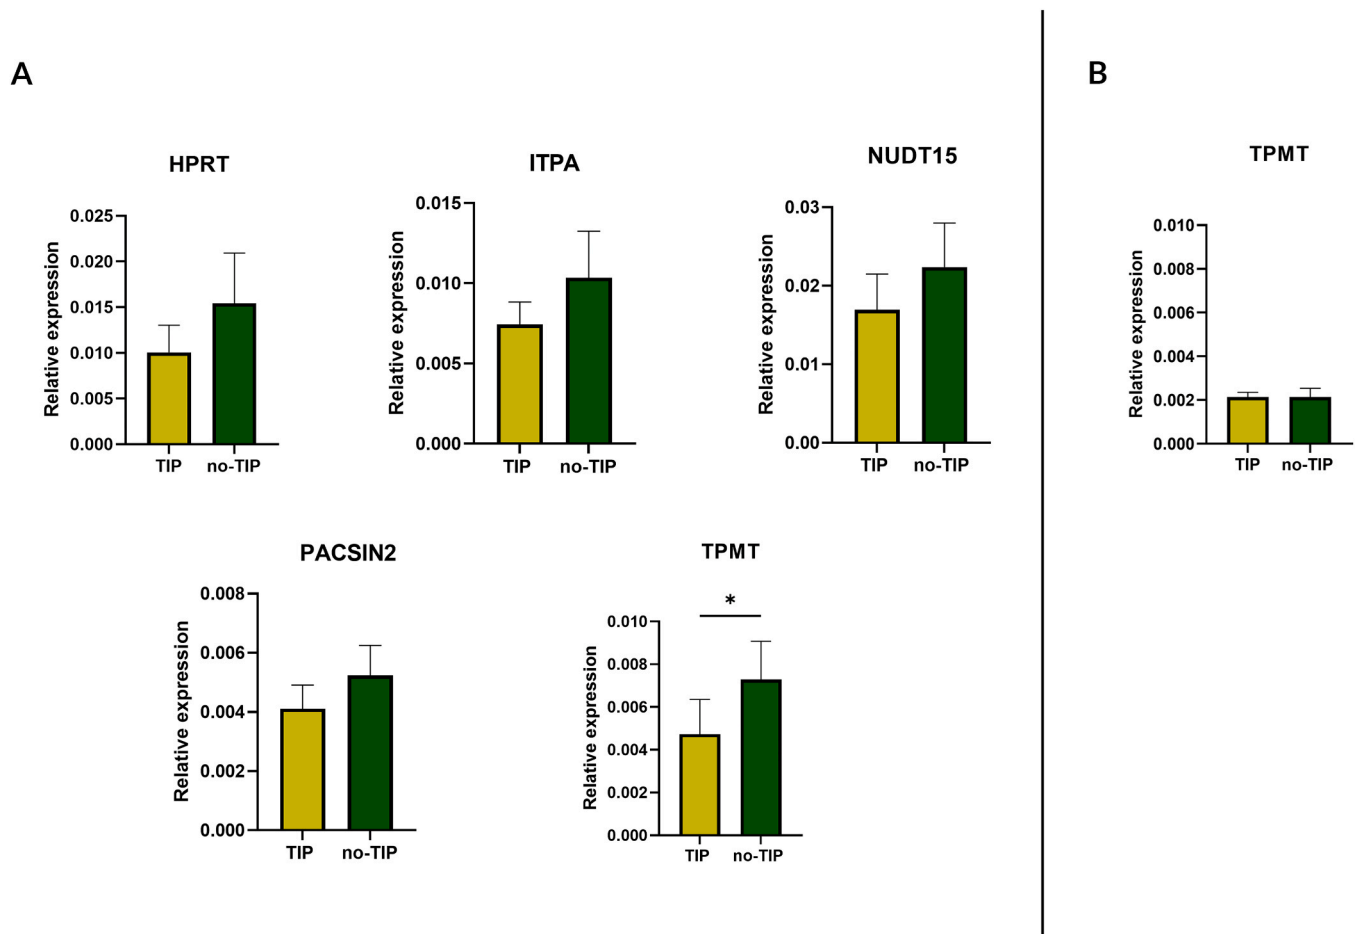 A
HPRT
Relative expression
0.025
0.020
0.015
0.010
0.005
0.000
TIP no-TIP
ITPA
Relative expression
0.015
0.010
0.005
0.000
TIP no-TIP
NUDT15
Relative expression
0.03
0.02
0.01
0.00
TIP no-TIP
PACSIN2
Relative expression
0.008
0.006
0.004
0.002
0.000
TIP no-TIP
TPMT
*
Relative expression
0.010
0.008
0.006
0.004
0.002
0.000
TIP no-TIP
B
TPMT
Relative expression
0.010
0.008
0.006
0.004
0.002
0.000
TIP no-TIP